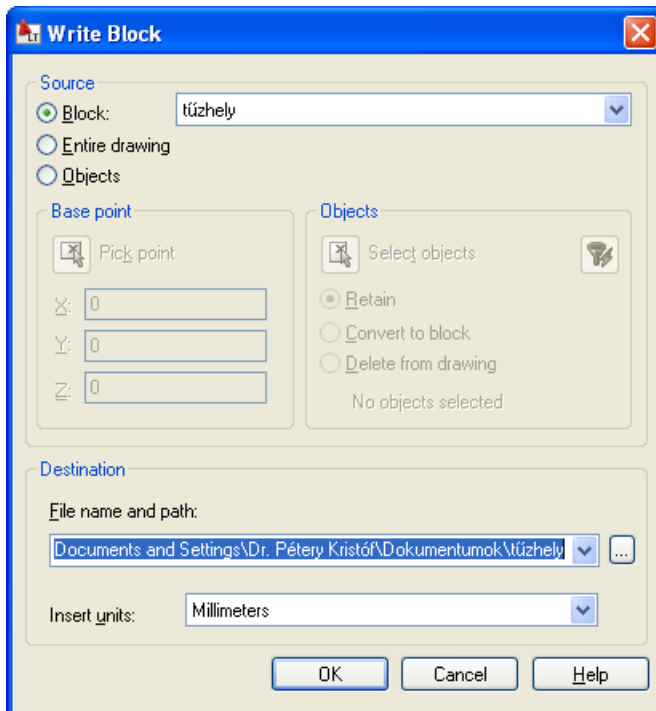 LT Write Block
Source
Block: tűzhely
Entire drawing
Objects
Base point
Pick point
X: 0
Y: 0
Z: 0
Objects
Select objects
Retain
Convert to block
Delete from drawing
No objects selected
Destination
File name and path:
Documents and Settings\Dr. Pétery Kristóf\Dokumentumok\tűzhely ...
Insert units: Millimeters
OK Cancel Help